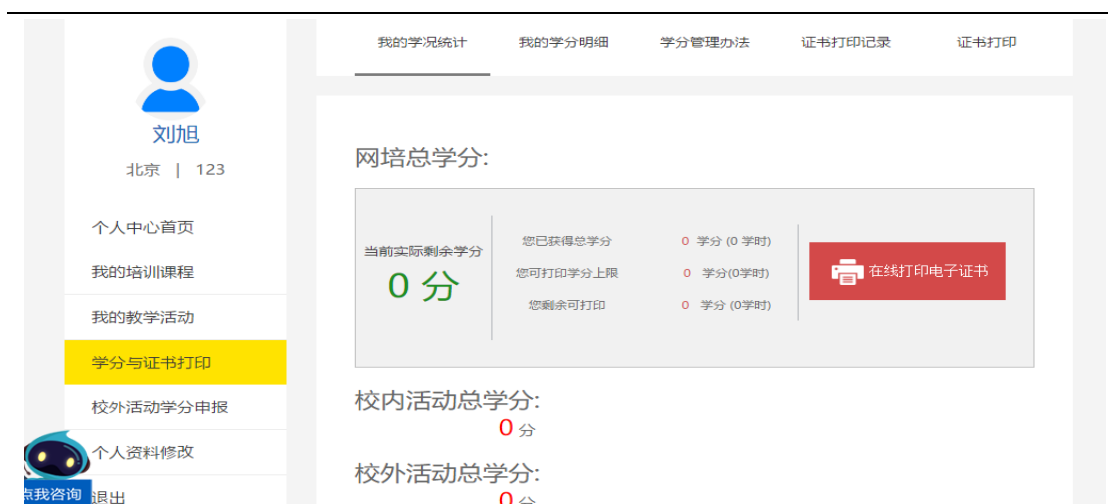 我的学况统计 我的学分明细 学分管理办法 证书打印记录 证书打印
刘旭
北京 | 123
个人中心首页
我的培训课程
我的教学活动
学分与证书打印
校外活动学分申报
个人资料修改
退出
点我咨询
网培总学分:
当前实际剩余学分
0 分
您已获得总学分 0 学分 (0 学时)
您可打印学分上限 0 学分(0学时)
您剩余可打印 0 学分 (0学时)
在线打印电子证书
校内活动总学分:
0 分
校外活动总学分:
0 分